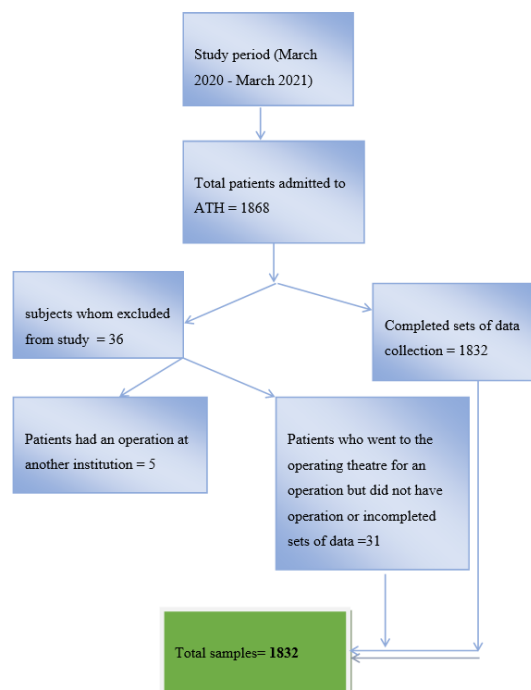 Study period (March
2020 - March 2021)
Total patients admitted to
ATH = 1868
subjects whom excluded
from study  = 36
Completed sets of data
collection = 1832
Patients had an operation at
another institution = 5
Patients who went to the
operating theatre for an
operation but did not have
operation or incompleted
sets of data =31
Total samples= 1832